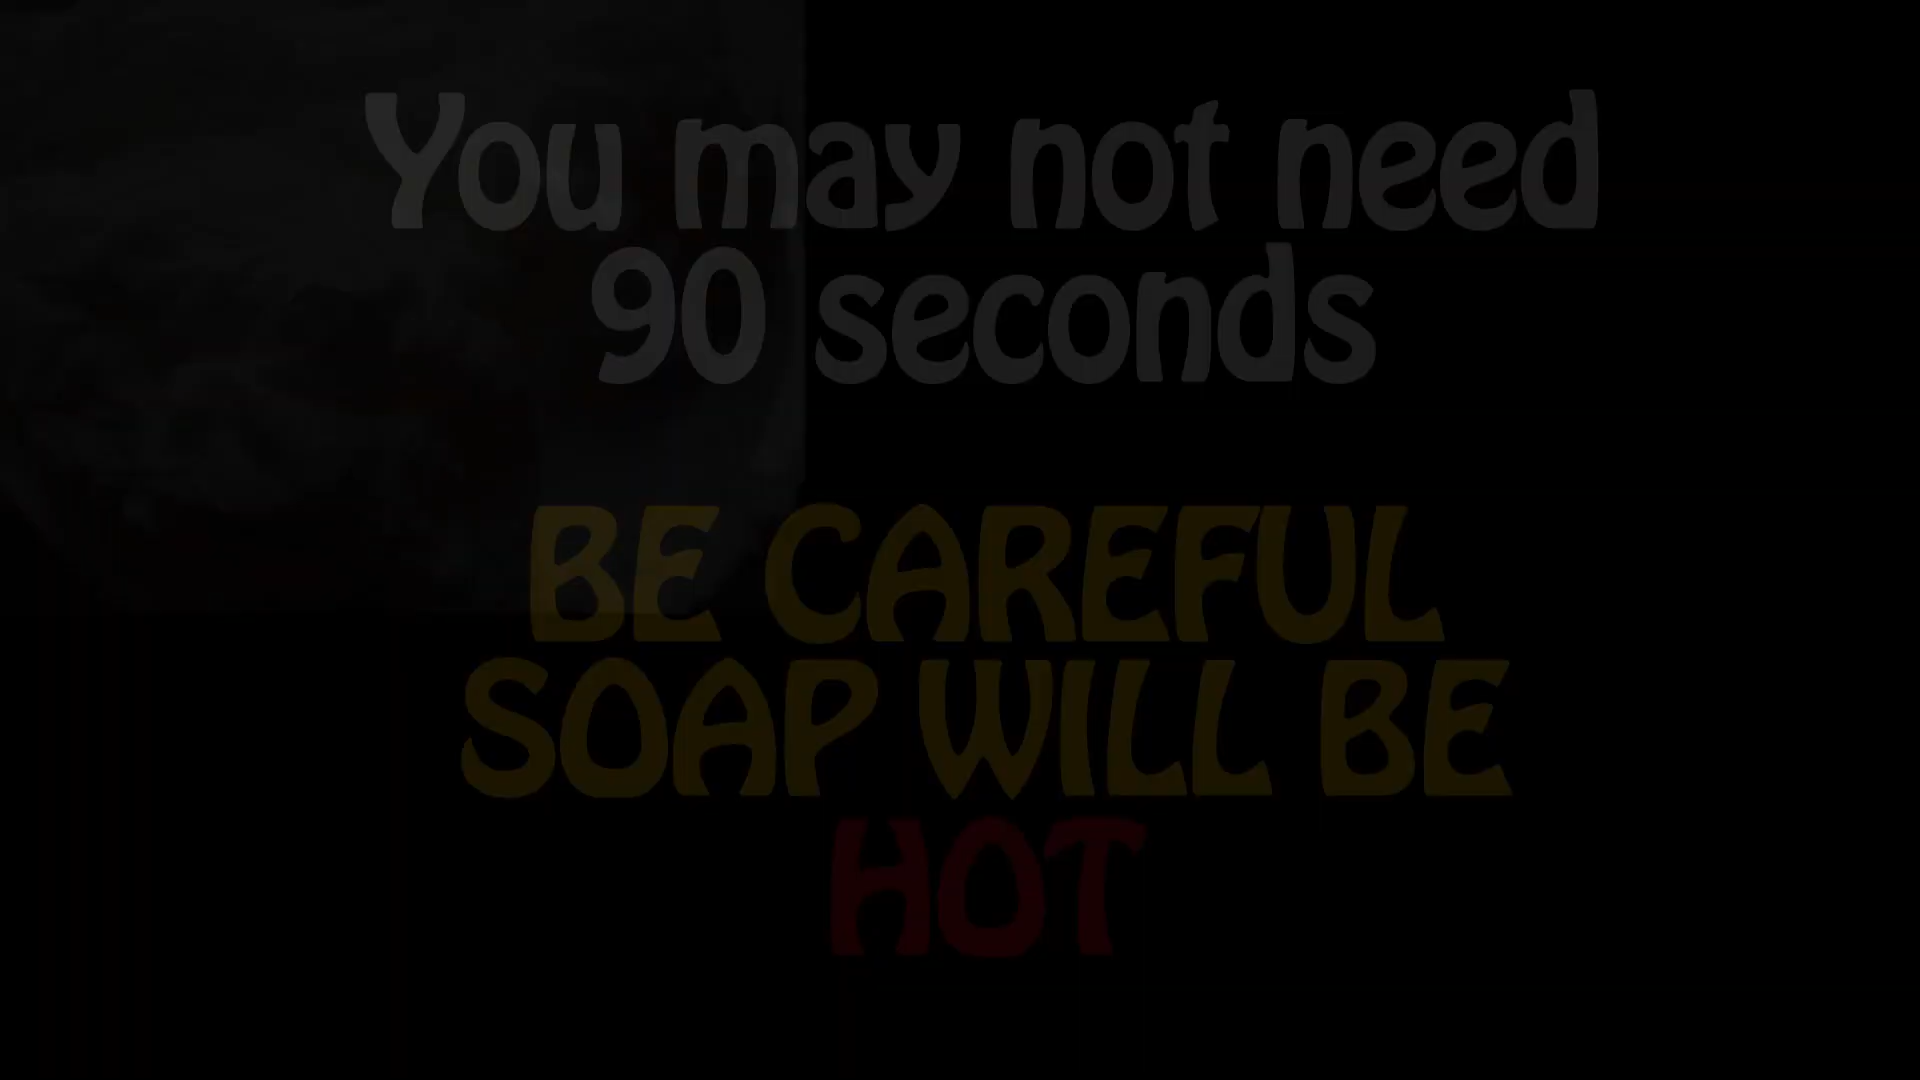 You may not need
90 seconds
BE CAREFUL
SOAP WILL BE
HOT